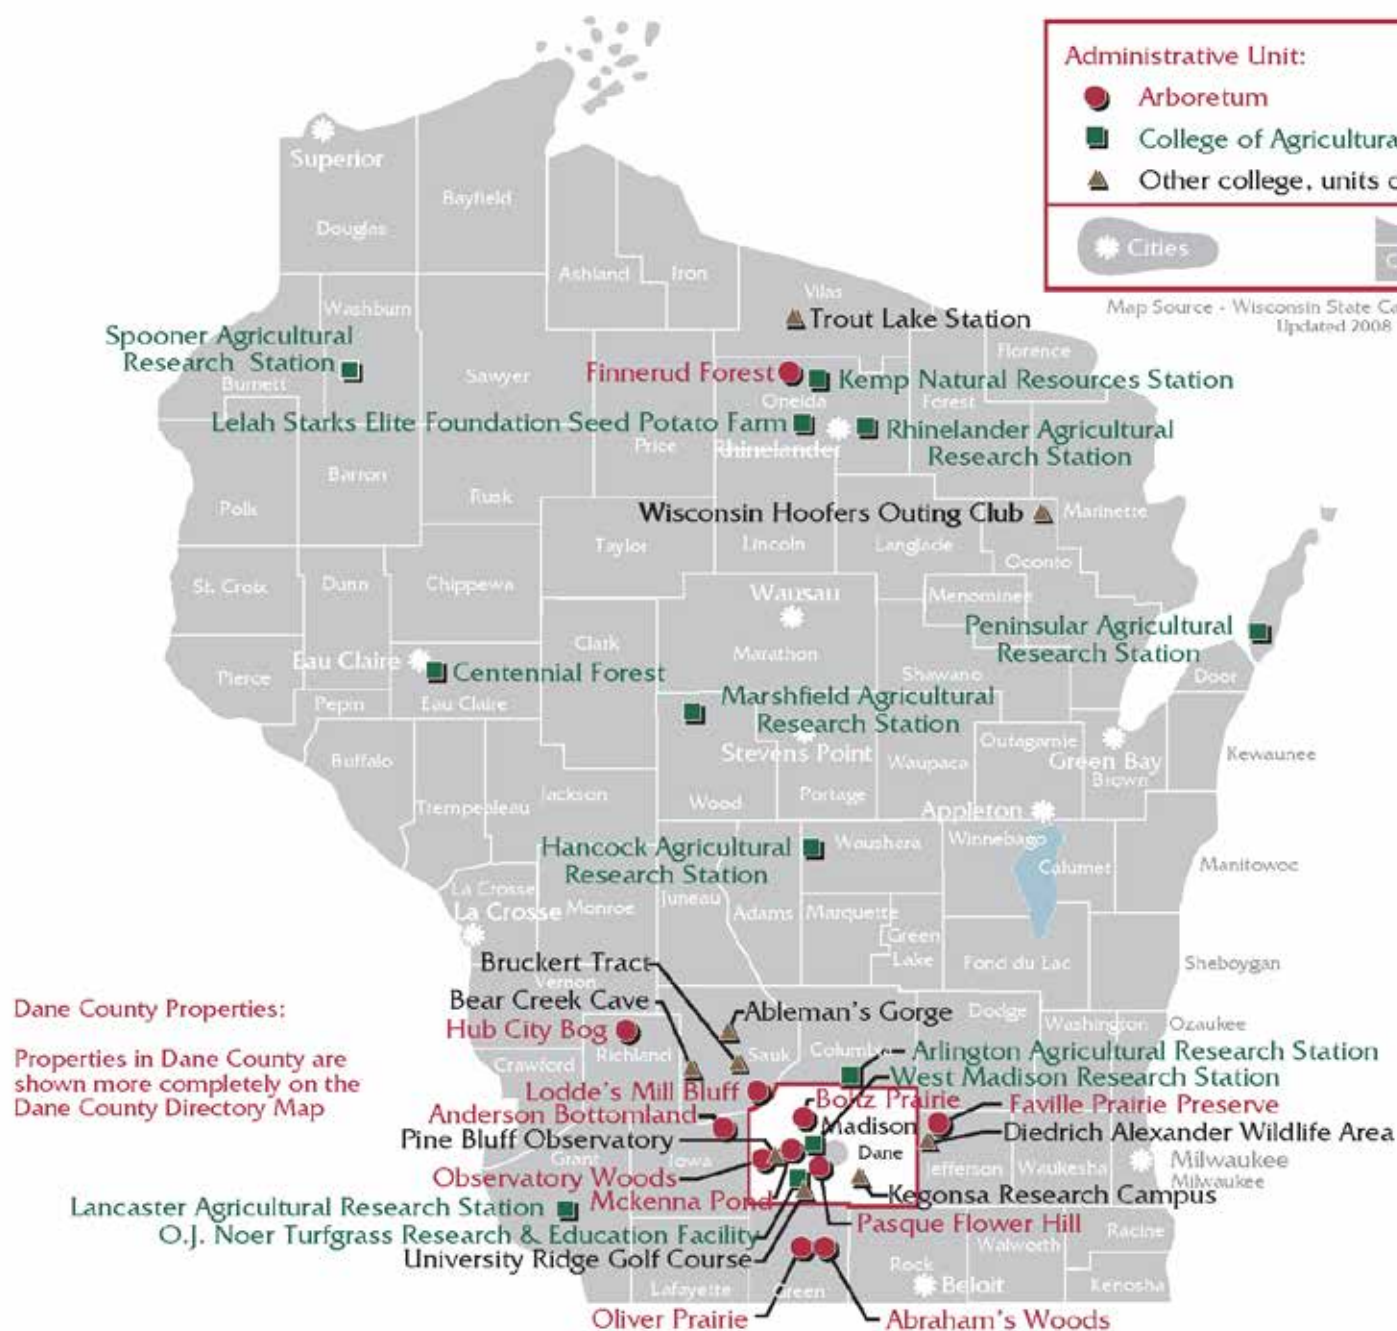 Administrative Unit:
Arboretum
College of Agricultura
Other college, units o
Cities
Map Source - Wisconsin State Ca
Updated 2008
Superior
Bayfield
Douglas
Ashland
Iron
Vilas
Washburn
Trout Lake Station
Spooner Agricultural
Research Station
Florence
Burnett
Sawyer
Finnerud Forest
Kemp Natural Resources Station
Oneida
Forest
Lelah Starks Elite Foundation Seed Potato Farm
Rhinelander Agricultural
Research Station
Price
Rhinelander
Barron
Rusk
Polk
Wisconsin Hoofers Outing Club
Marinette
Taylor
Lincoln
Langlade
Oconto
St. Croix
Dunn
Chippewa
Wausau
Menominee
Peninsular Agricultural
Research Station
Clark
Marathon
Eau Claire
Centennial Forest
Pierce
Shawano
Door
Pepin
Eau Claire
Marshfield Agricultural
Research Station
Stevens Point
Outagamie
Green Bay
Brown
Kewaunee
Buffalo
Waupaca
Trempealeau
Jackson
Wood
Portage
Appleton
Hancock Agricultural
Research Station
Waushara
Winnebago
Calumet
Manitowoc
La Crosse
La Crosse
Monroe
Juneau
Adams
Marquette
Green
Lake
Fond du Lac
Sheboygan
Bruckert Tract
Vernon
Bear Creek Cave
Ableman's Gorge
Dodge
Washington
Ozaukee
Dane County Properties:
Properties in Dane County are
shown more completely on the
Dane County Directory Map
Hub City Bog
Richland
Crawford
Sauk
Columbia
Arlington Agricultural Research Station
West Madison Research Station
Lodde's Mill Bluff
Boltz Prairie
Faville Prairie Preserve
Anderson Bottomland
Madison
Diedrich Alexander Wildlife Area
Pine Bluff Observatory
Dane
Grant
Iowa
Jefferson
Waukesha
Milwaukee
Milwaukee
Observatory Woods
Mckenna Pond
Kegonsa Research Campus
Lancaster Agricultural Research Station
Pasque Flower Hill
O.J. Noer Turfgrass Research & Education Facility
University Ridge Golf Course
Walworth
Racine
Rock
Beloit
Kenosha
Lafayette
Green
Oliver Prairie
Abraham's Woods